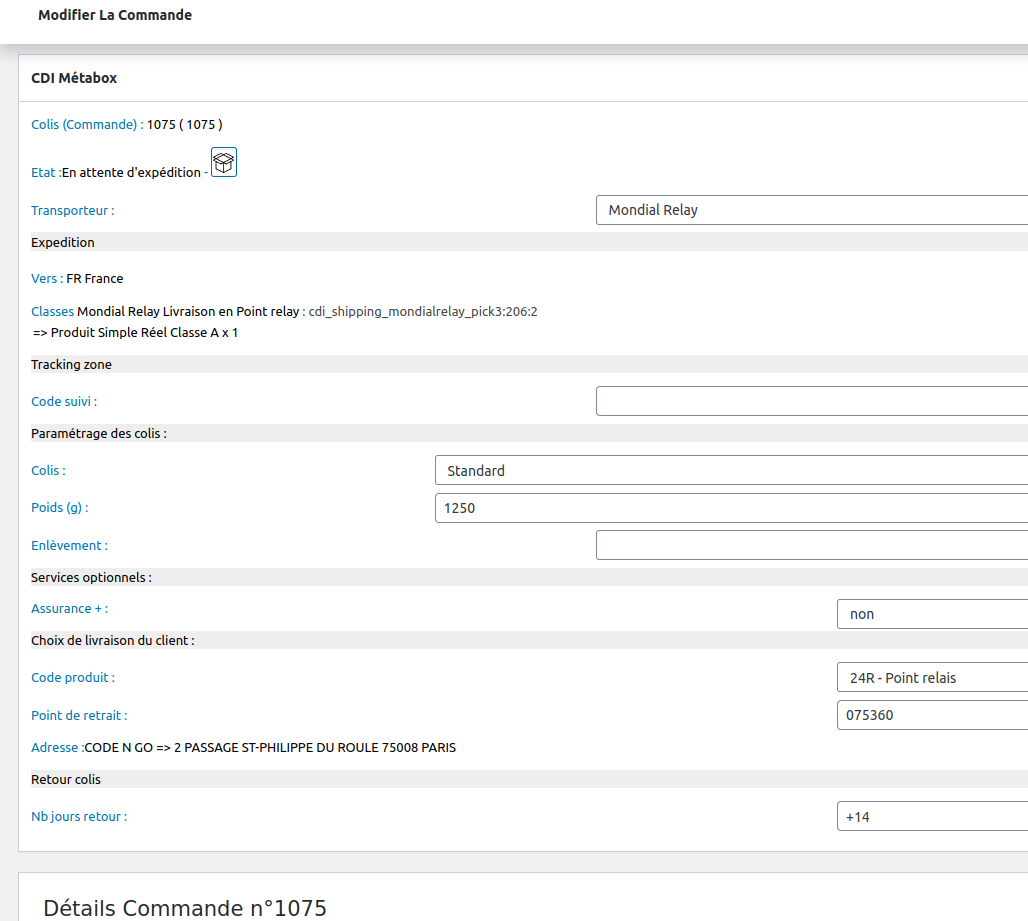 Modifier La Commande
CDI Métabox
Colis (Commande) : 1075 ( 1075 )
Etat :En attente d'expédition -
Transporteur : Mondial Relay
Expedition
Vers : FR France
Classes Mondial Relay Livraison en Point relay : cdi_shipping_mondialrelay_pick3:206:2
=> Produit Simple Réel Classe A x 1
Tracking zone
Code suivi :
Paramétrage des colis :
Colis : Standard
Poids (g) : 1250
Enlèvement :
Services optionnels :
Assurance + : non
Choix de livraison du client :
Code produit : 24R - Point relais
Point de retrait : 075360
Adresse :CODE N GO => 2 PASSAGE ST-PHILIPPE DU ROULE 75008 PARIS
Retour colis
Nb jours retour : +14
Détails Commande n°1075